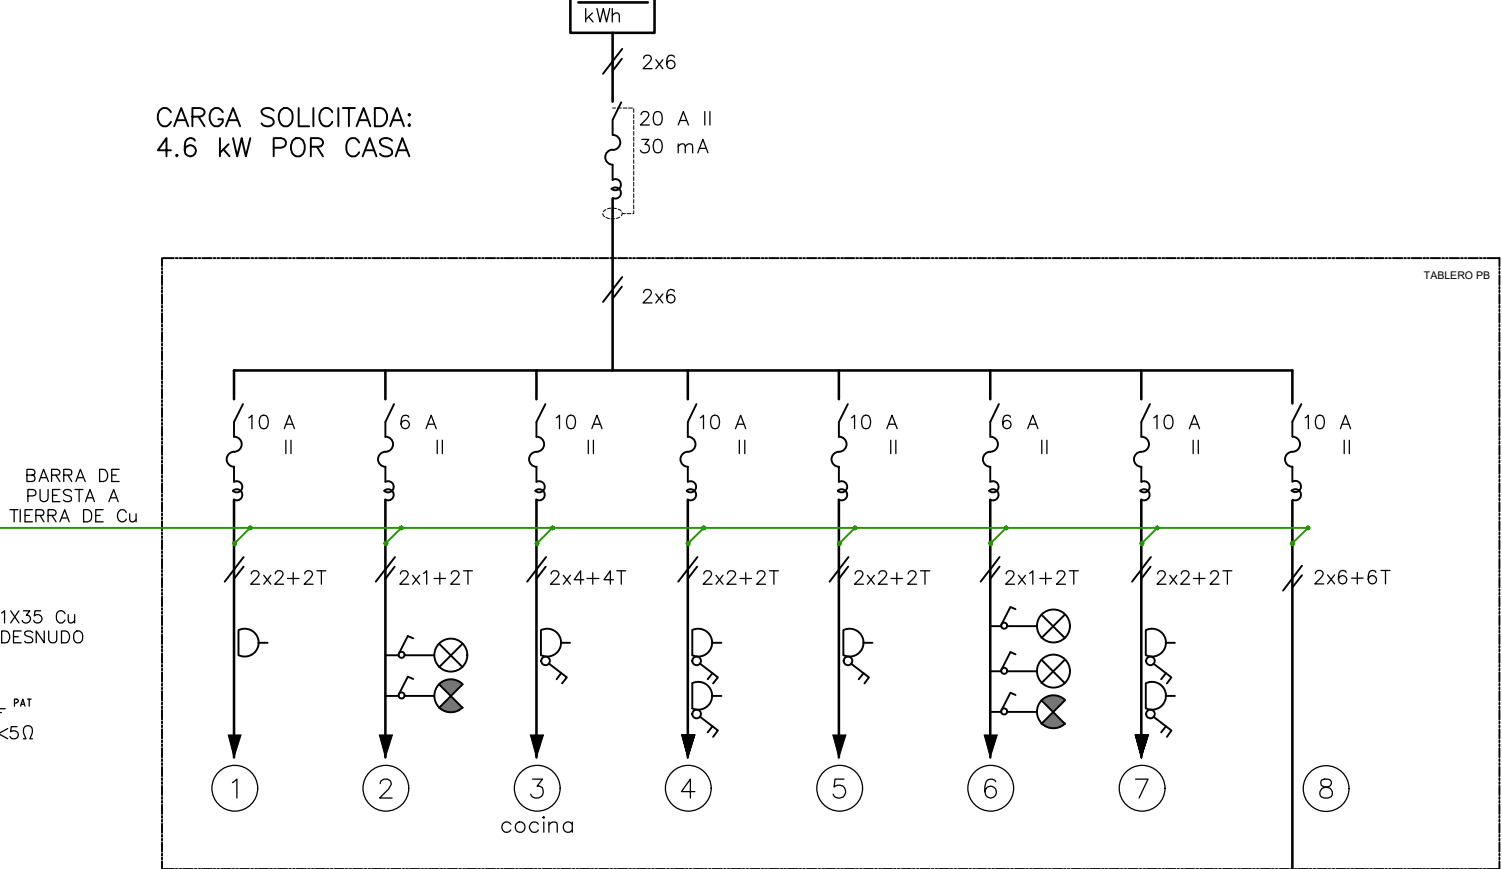 kWh
2x6
CARGA SOLICITADA:
4.6 kW POR CASA
20 A II
30 mA
TABLERO PB
2x6
10 A
II
6 A
II
10 A
II
10 A
II
10 A
II
6 A
II
10 A
II
10 A
II
BARRA DE
PUESTA A
TIERRA DE Cu
2x2+2T
2x1+2T
2x4+4T
2x2+2T
2x2+2T
2x1+2T
2x2+2T
2x6+6T
1X35 Cu
DESNUDO
PAT
<5Ω
1
2
3
4
5
6
7
8
cocina